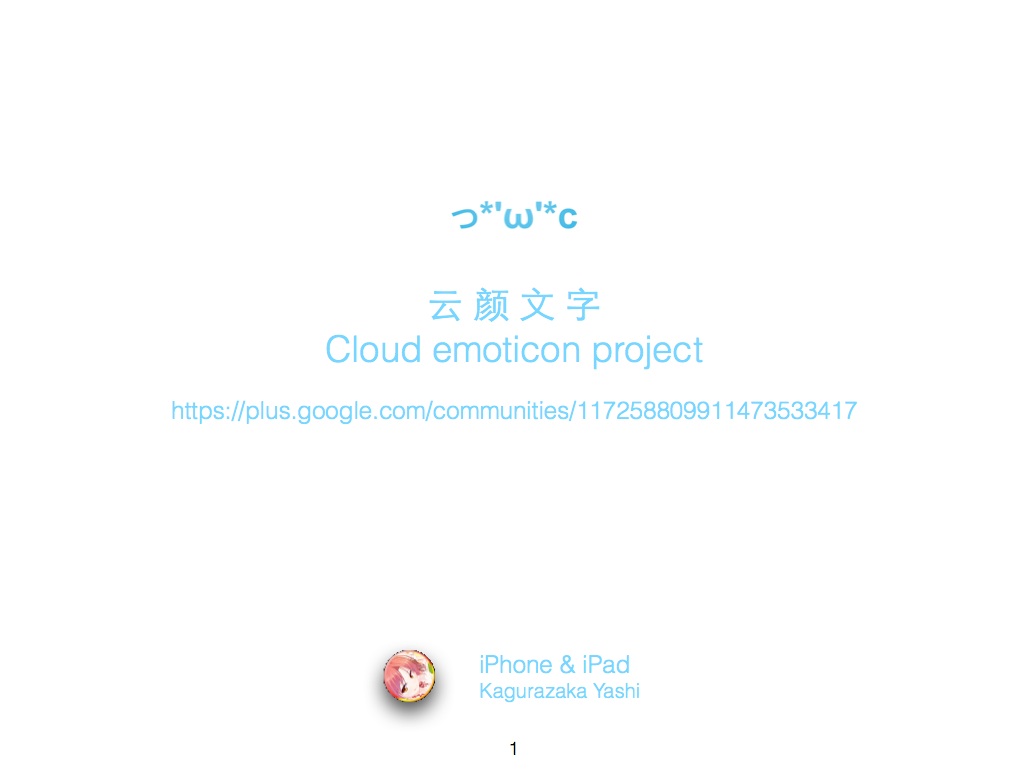 っ*'ω'*c
云颜文字
Cloud emoticon project
https://plus.google.com/communities/117258809911473533417
iPhone & iPad
Kagurazaka Yashi
1